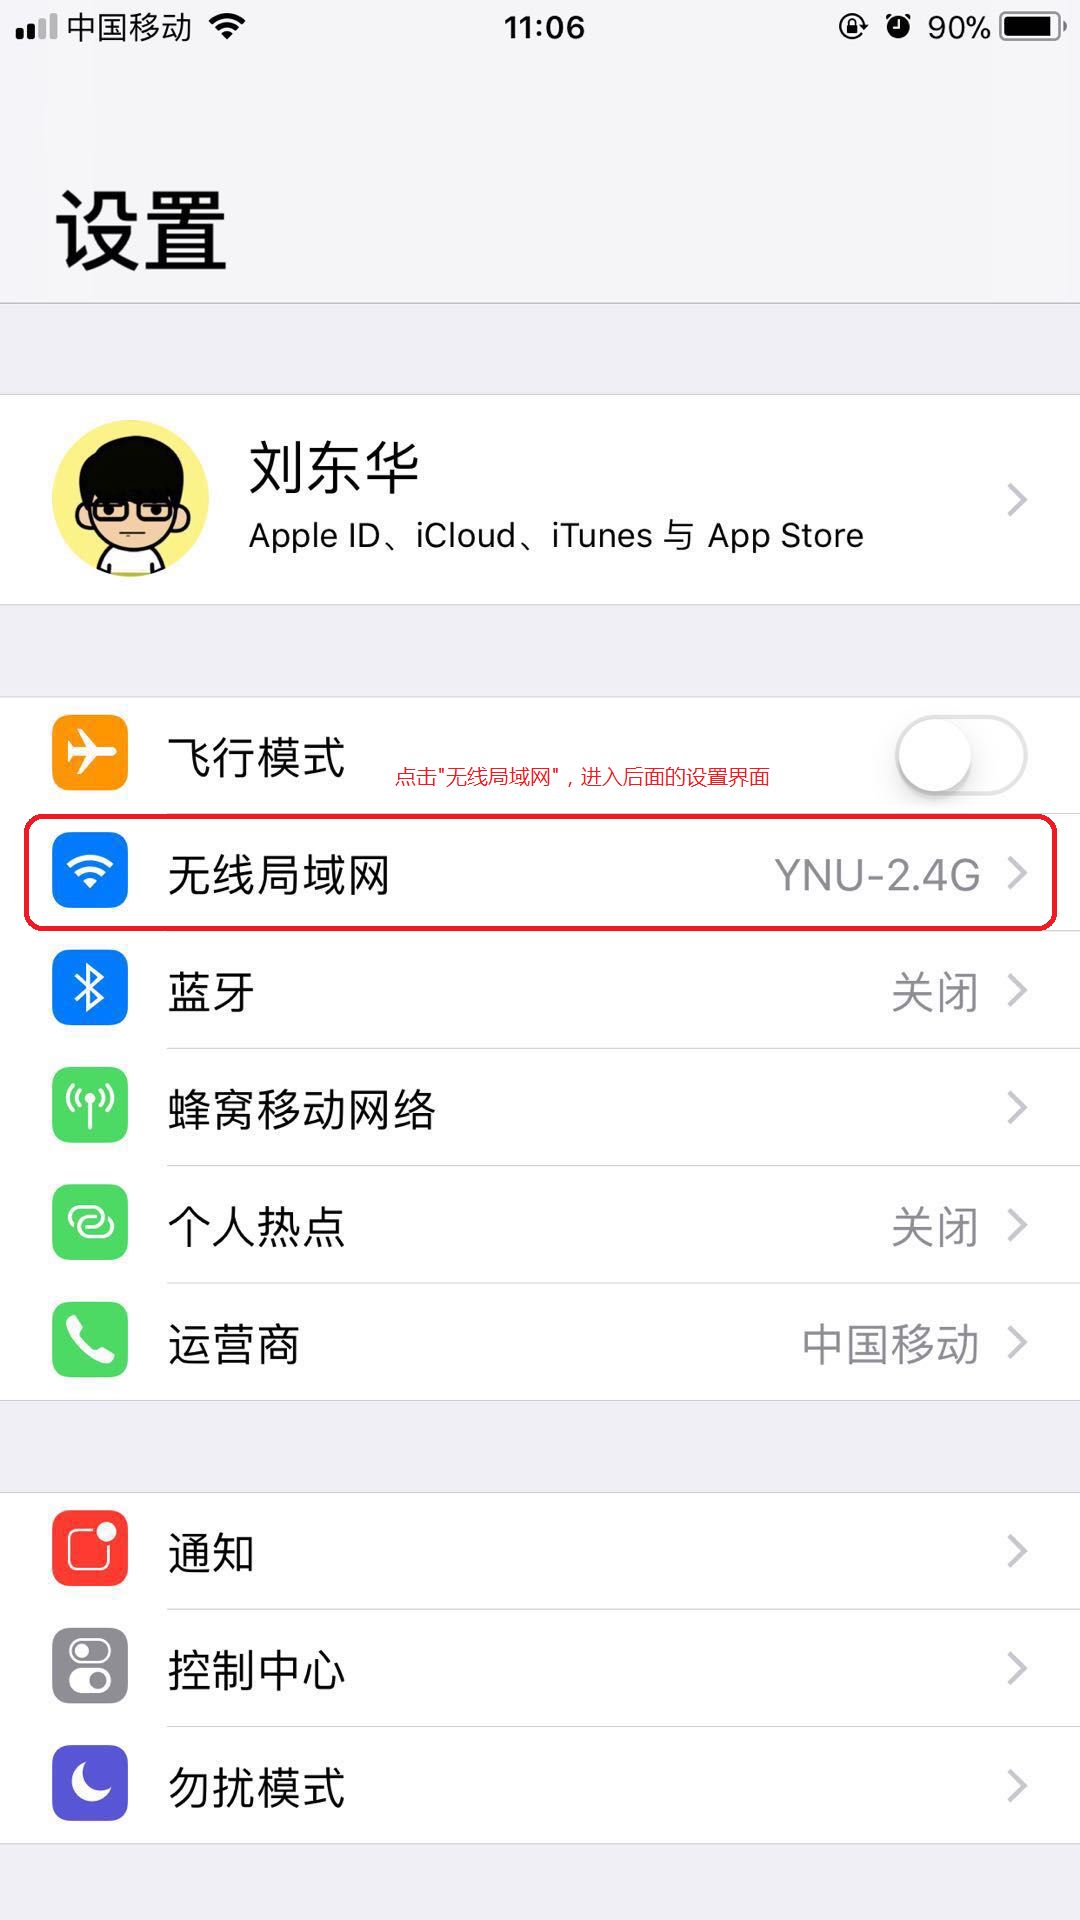 中国移动
11:06
90%
设置
刘东华
Apple ID、iCloud、iTunes 与 App Store
飞行模式
点击"无线局域网"，进入后面的设置界面
无线局域网 YNU-2.4G
蓝牙 关闭
蜂窝移动网络
个人热点 关闭
运营商 中国移动
通知
控制中心
勿扰模式